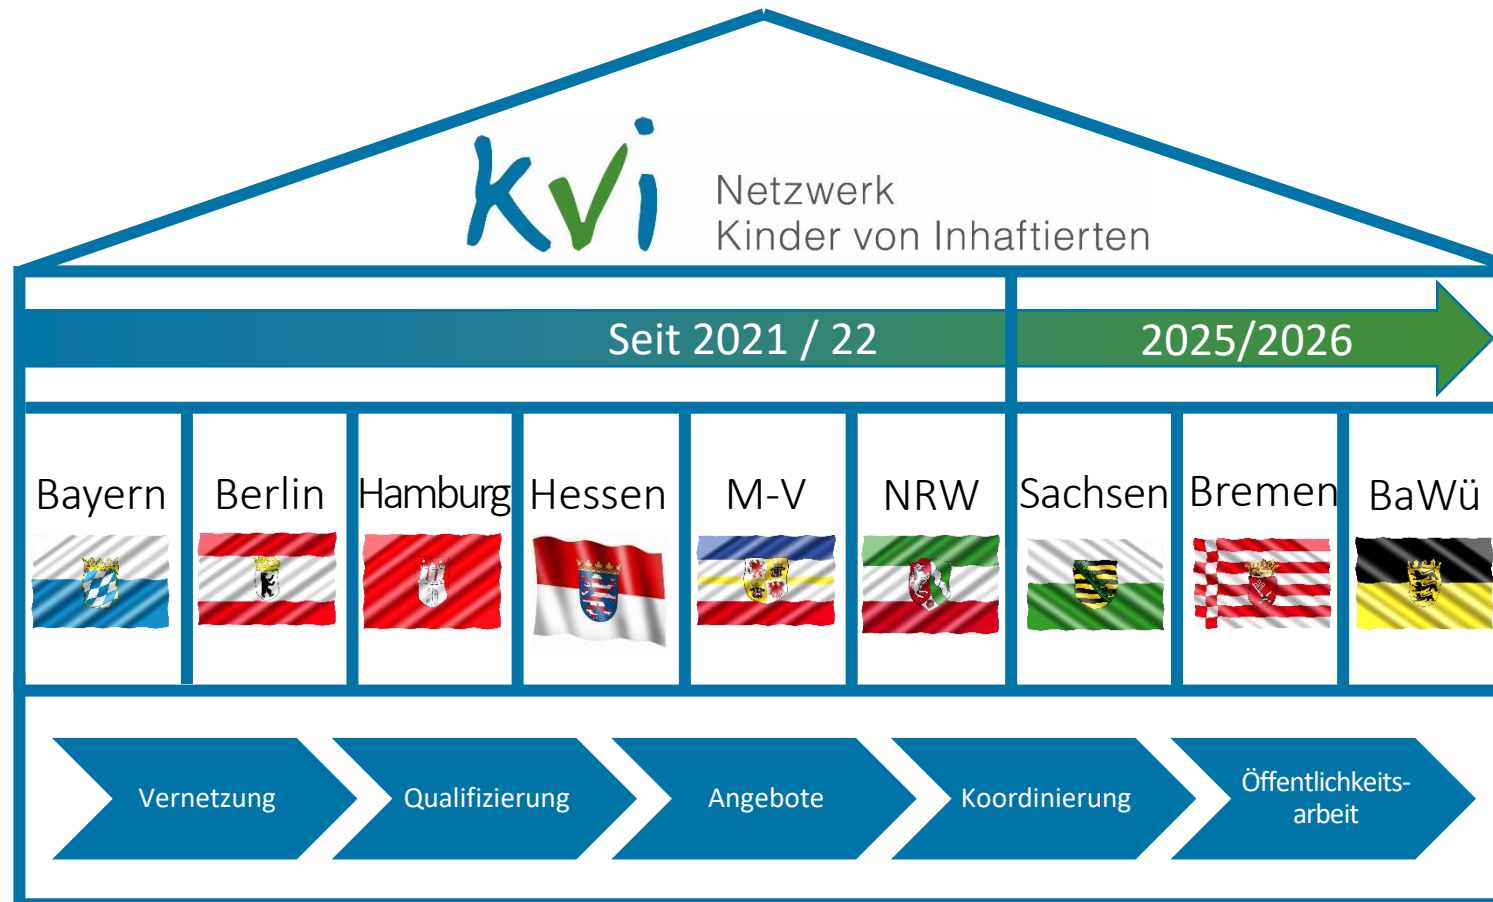 kvi
Netzwerk
Kinder von Inhaftierten
Seit 2021 / 22
2025/2026
Bayern
Berlin
Hamburg
Hessen
M-V
NRW
Sachsen
Bremen
BaWü
Vernetzung
Qualifizierung
Angebote
Koordinierung
Öffentlichkeits-
arbeit